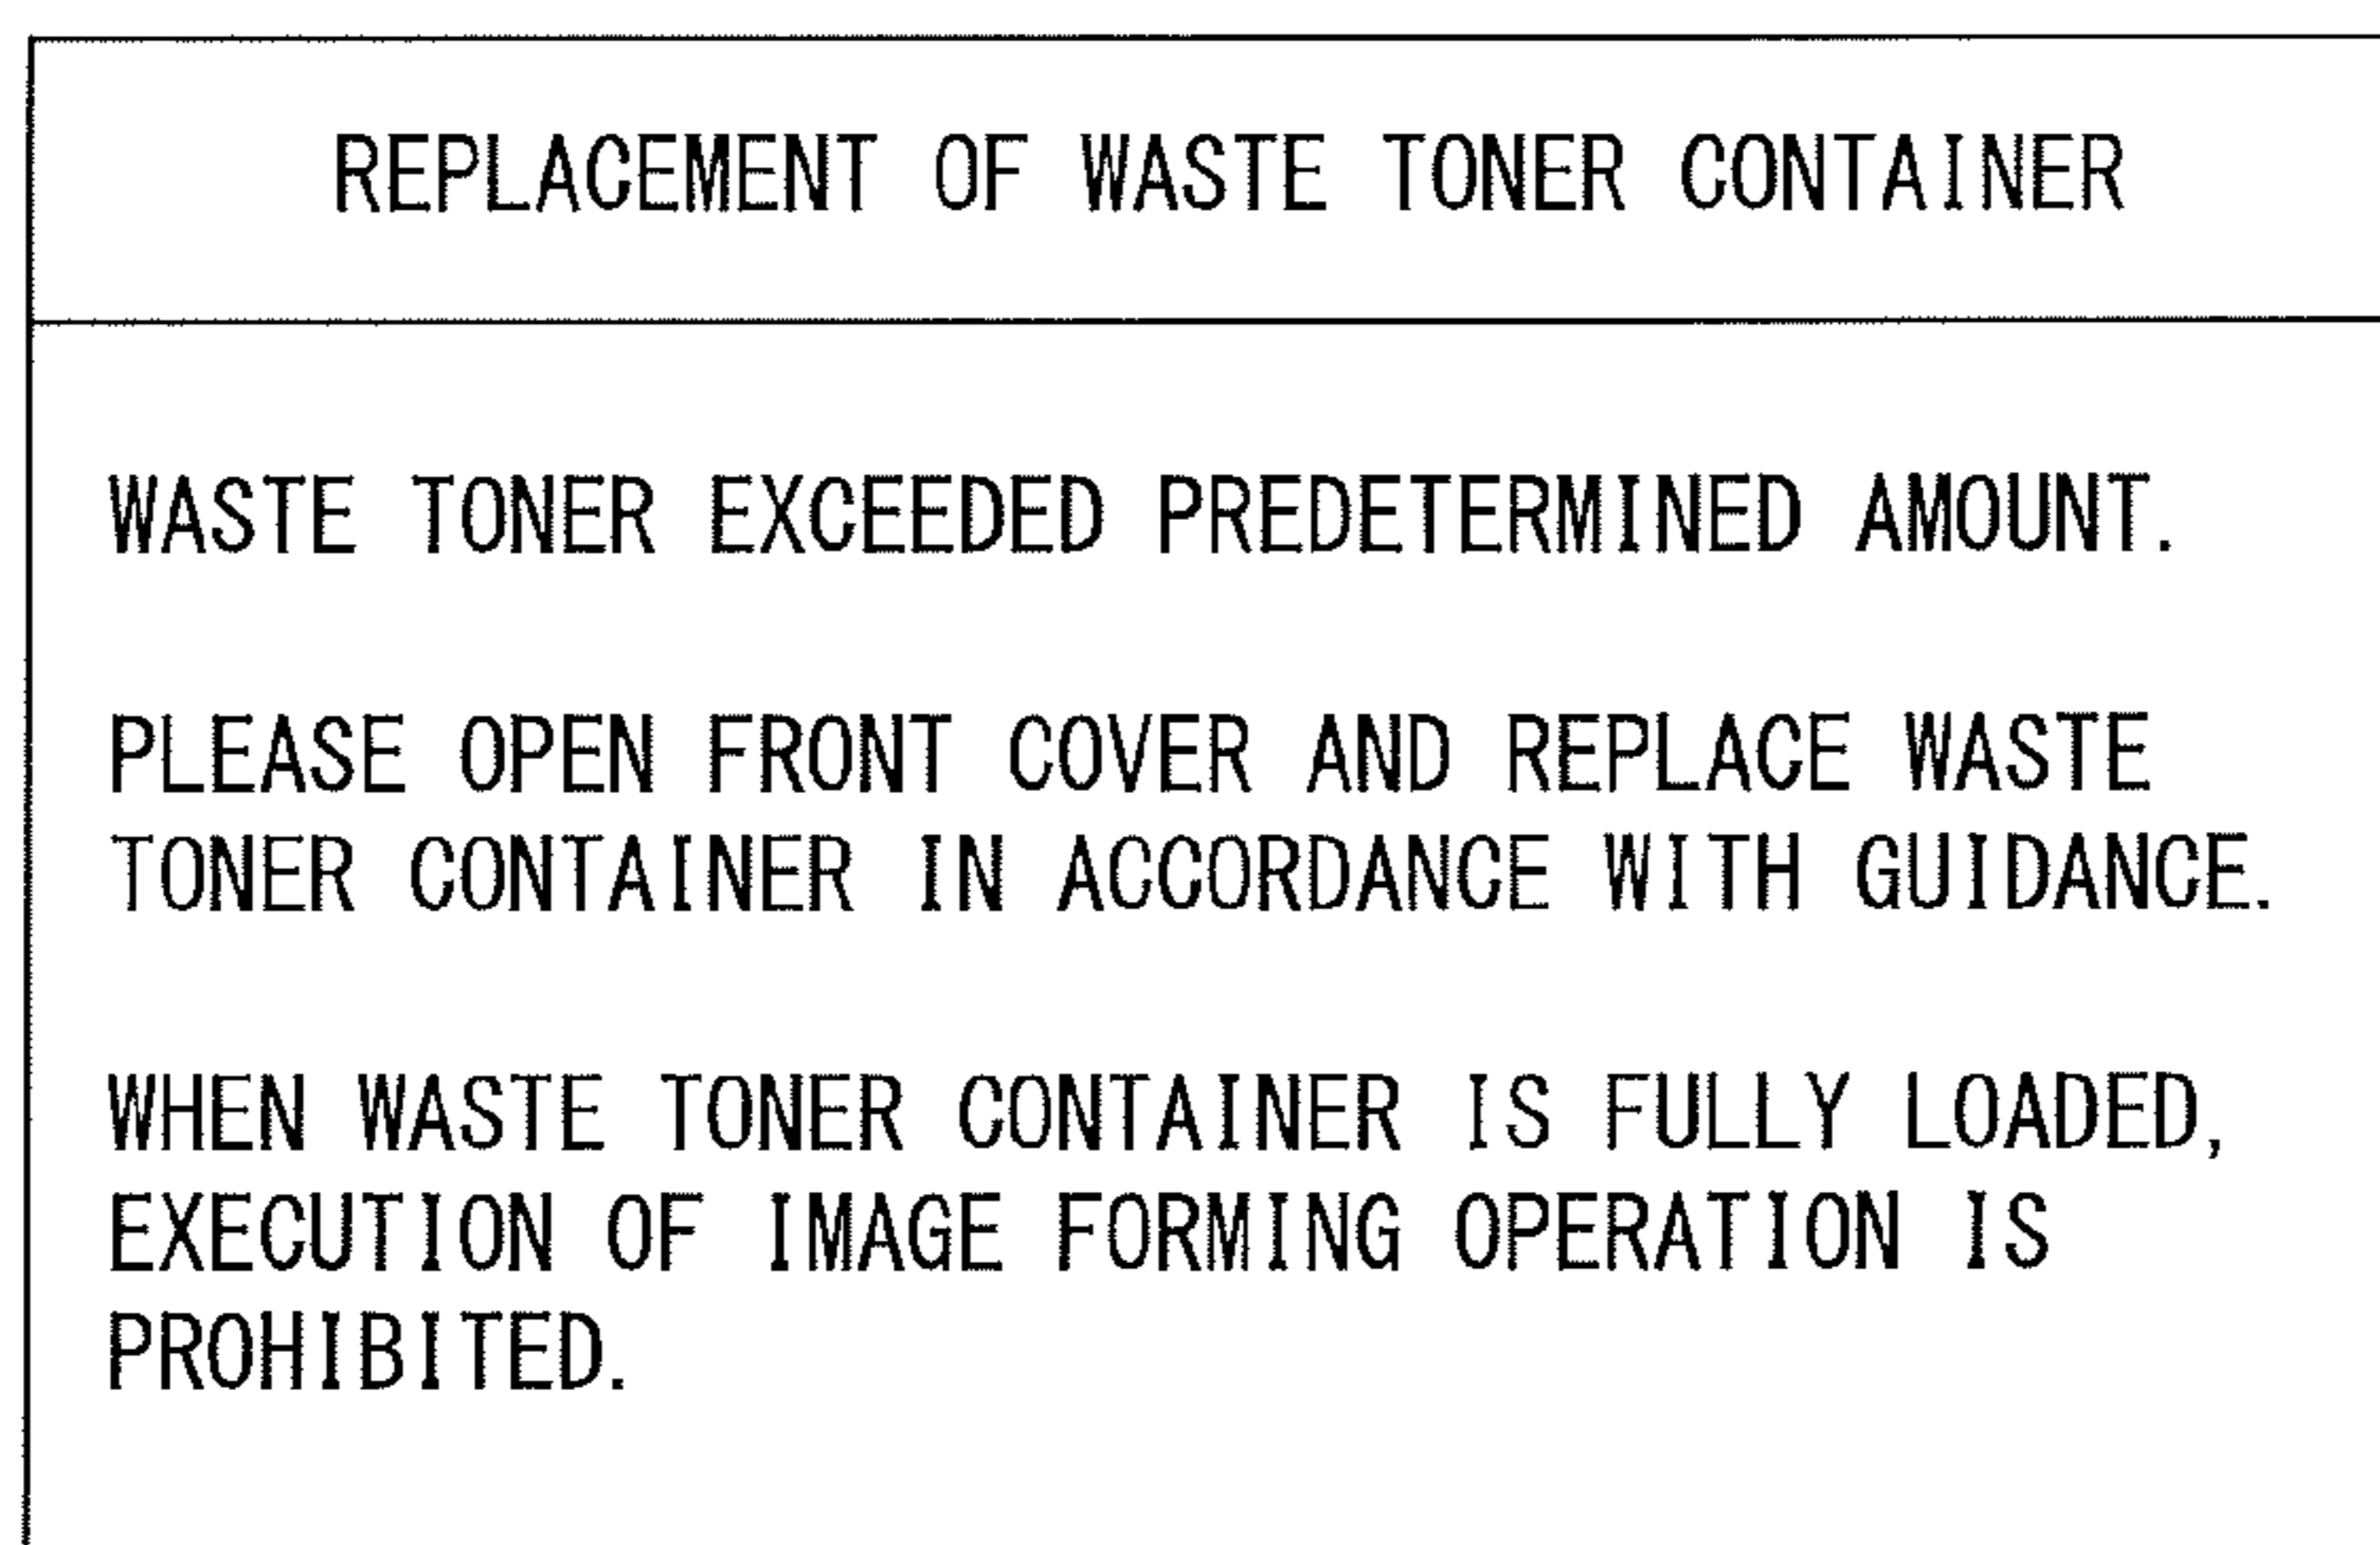 REPLACEMENT OF WASTE TONER CONTAINER
WASTE TONER EXCEEDED PREDETERMINED AMOUNT.
PLEASE OPEN FRONT COVER AND REPLACE WASTE
TONER CONTAINER IN ACCORDANCE WITH GUIDANCE.
WHEN WASTE TONER CONTAINER IS FULLY LOADED,
EXECUTION OF IMAGE FORMING OPERATION IS
PROHIBITED.